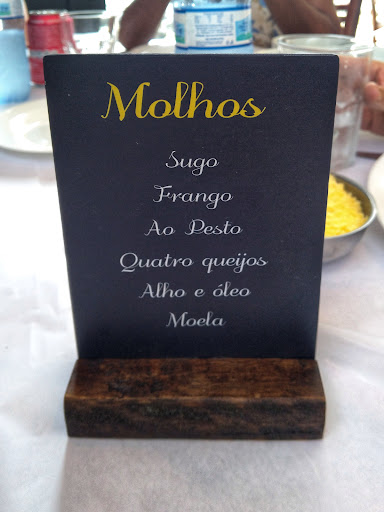 Molhos
Sugo
Frango
Ao Pesto
Quatro queijos
Alho e óleo
Moela